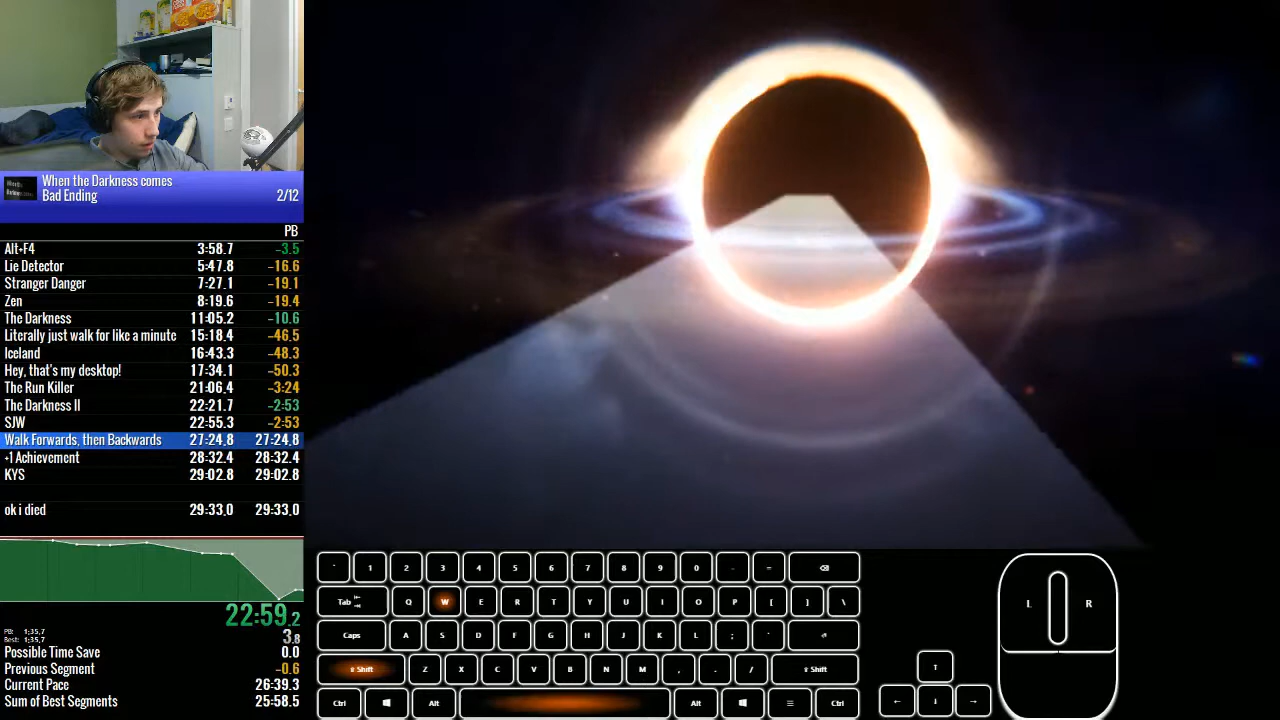 When the Darkness comes
Bad Ending 2/12
PB
Alt+F4 3:58.7 -3.5
Lie Detector 5:47.8 -16.6
Stranger Danger 7:27.1 -19.1
Zen 8:19.6 -19.4
The Darkness 11:05.2 -10.6
Literally just walk for like a minute 15:18.4 -46.5
Iceland 16:43.3 -48.3
Hey, that's my desktop! 17:34.1 -50.3
The Run Killer 21:06.4 -3:24
The Darkness II 22:21.7 -2:53
SJW 22:55.3 -2:53
Walk Forwards, then Backwards 27:24.8 27:24.8
+1 Achievement 28:32.4 28:32.4
KYS 29:02.8 29:02.8
ok i died 29:33.0 29:33.0
22:59.2
PB: 1:35,7
Best: 1:35,7
3.8
Possible Time Save 0.0
Previous Segment -0.6
Current Pace 26:39.3
Sum of Best Segments 25:58.5
` 1 2 3 4 5 6 7 8 9 0 - = ⌫
Tab Q W E R T Y U I O P [ ] \
Caps A S D F G H J K L ; '
⇧ Shift Z X C V B N M , . / ⇧ Shift
Ctrl Alt Alt Ctrl
↑
← ↓ →
L R